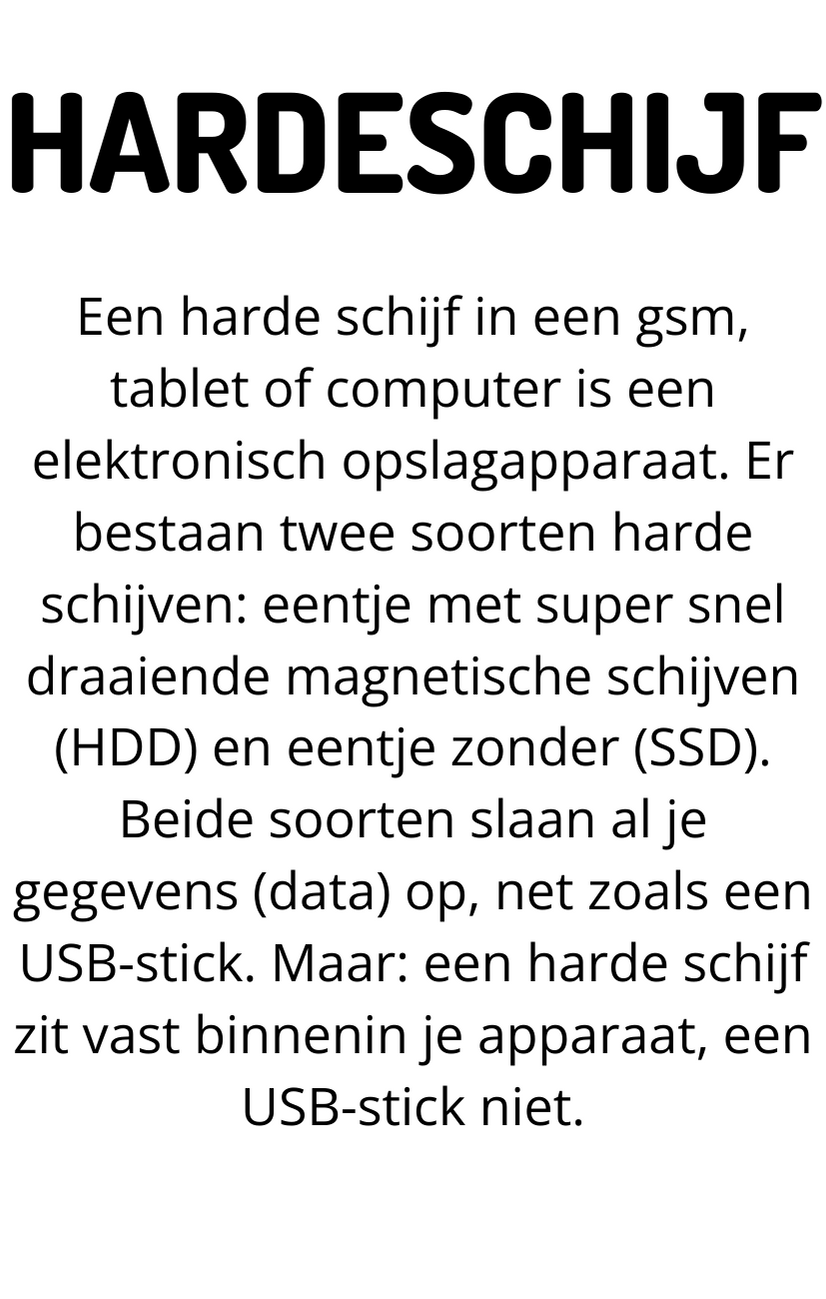 HARDESCHIJF
Een harde schijf in een gsm,
tablet of computer is een
elektronisch opslagapparaat. Er
bestaan twee soorten harde
schijven: eentje met super snel
draaiende magnetische schijven
(HDD) en eentje zonder (SSD).
Beide soorten slaan al je
gegevens (data) op, net zoals een
USB-stick. Maar: een harde schijf
zit vast binnenin je apparaat, een
USB-stick niet.